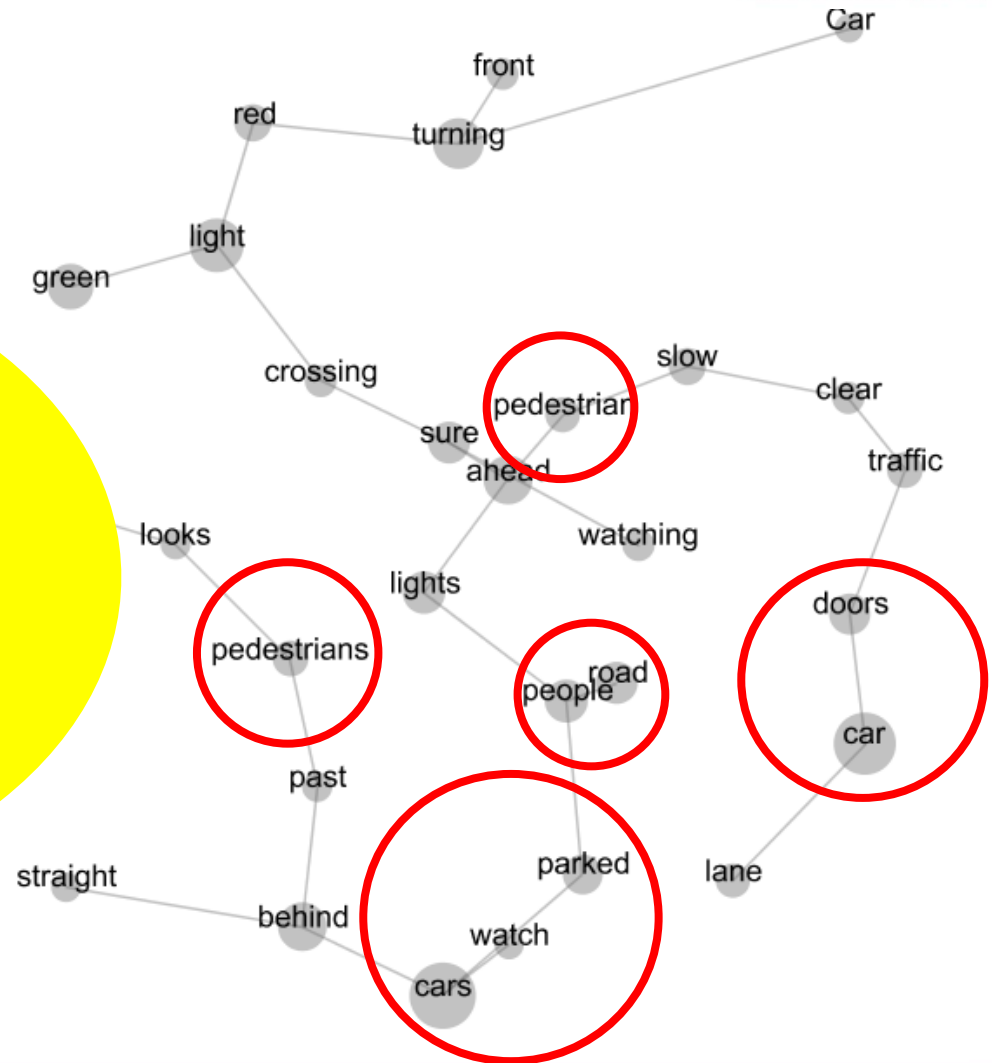 Car
front
red
turning
light
green
slow
crossing
clear
pedestrian
sure
traffic
ahead
looks
watching
lights
doors
pedestrians
road
people
car
past
parked
lane
straight
behind
watch
cars